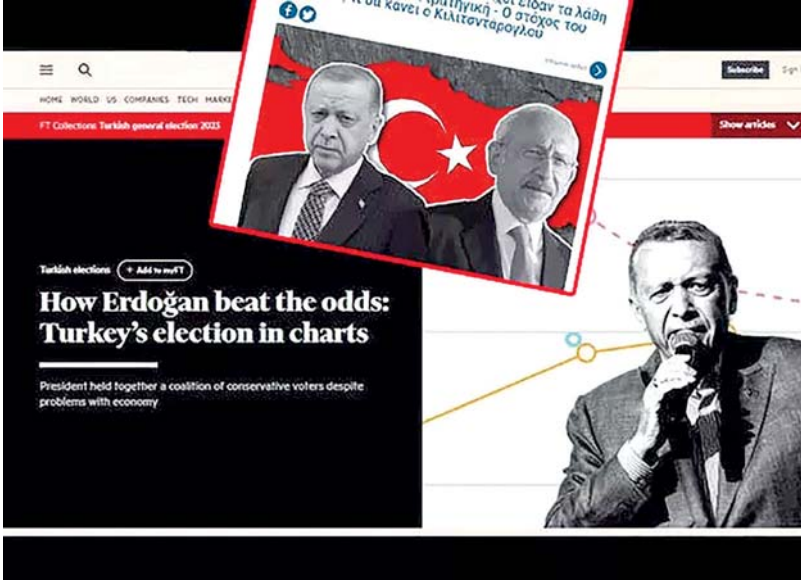 είδαν τα λάθη
στρατηγική - Ο στόχος του
κάνει ο Κιλιτσντάρογλου
Subscribe
HOME WORLD US COMPANIES TECH
FT Collections Turkish general election 2023
Show articles
Turkish elections + Add to myFT
How Erdoğan beat the odds:
Turkey's election in charts
President held together a coalition of conservative voters despite
problems with economy